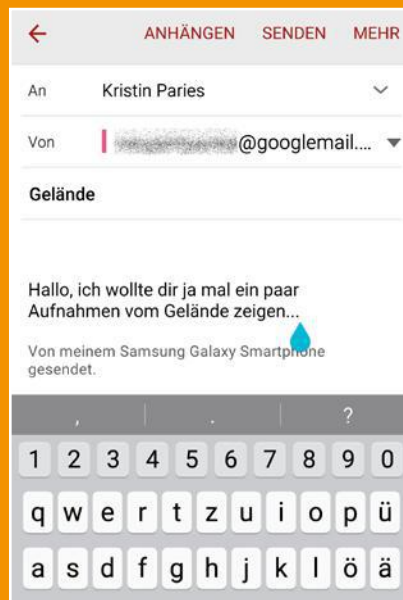 ANHÄNGEN SENDEN MEHR
An Kristin Paries
Von @googlemail....
Gelände
Hallo, ich wollte dir ja mal ein paar
Aufnahmen vom Gelände zeigen...
Von meinem Samsung Galaxy Smartphone
gesendet.
, . ?
1 2 3 4 5 6 7 8 9 0
q w e r t z u i o p ü
a s d f g h j k l ö ä